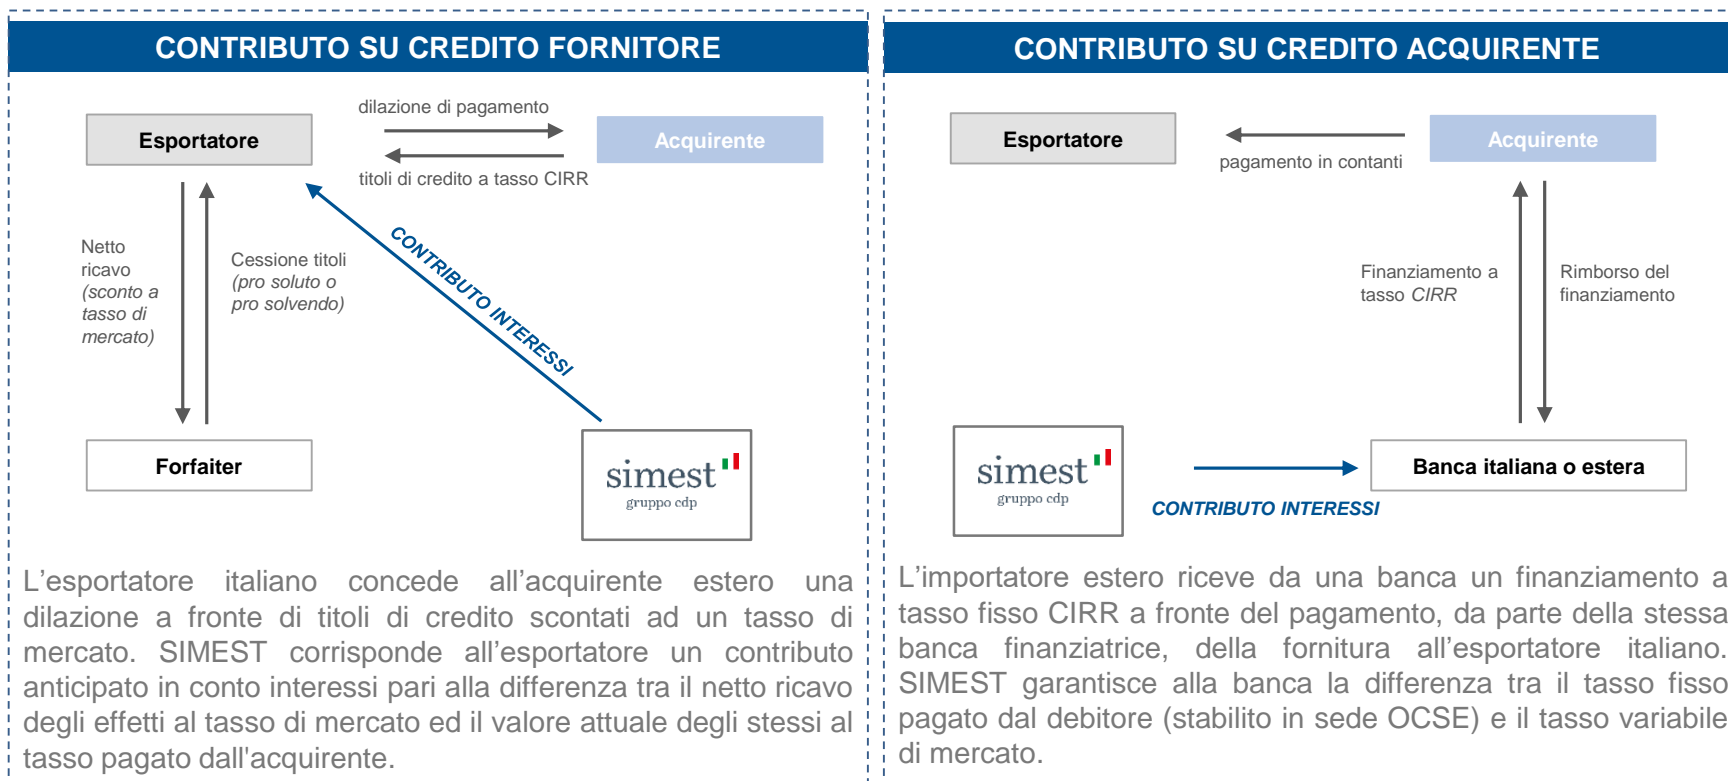 CONTRIBUTO SU CREDITO FORNITORE
dilazione di pagamento
Esportatore
Acquirente
titoli di credito a tasso CIRR
Netto
ricavo
(sconto a
tasso di
mercato)
Cessione titoli
(pro soluto o
pro solvendo)
CONTRIBUTO INTERESSI
Forfaiter
simest
gruppo cdp
L’esportatore italiano concede all’acquirente estero una
dilazione a fronte di titoli di credito scontati ad un tasso di
mercato. SIMEST corrisponde all’esportatore un contributo
anticipato in conto interessi pari alla differenza tra il netto ricavo
degli effetti al tasso di mercato ed il valore attuale degli stessi al
tasso pagato dall'acquirente.
CONTRIBUTO SU CREDITO ACQUIRENTE
Esportatore
Acquirente
pagamento in contanti
Finanziamento a
tasso CIRR
Rimborso del
finanziamento
simest
gruppo cdp
Banca italiana o estera
CONTRIBUTO INTERESSI
L’importatore estero riceve da una banca un finanziamento a
tasso fisso CIRR a fronte del pagamento, da parte della stessa
banca finanziatrice, della fornitura all’esportatore italiano.
SIMEST garantisce alla banca la differenza tra il tasso fisso
pagato dal debitore (stabilito in sede OCSE) e il tasso variabile
di mercato.